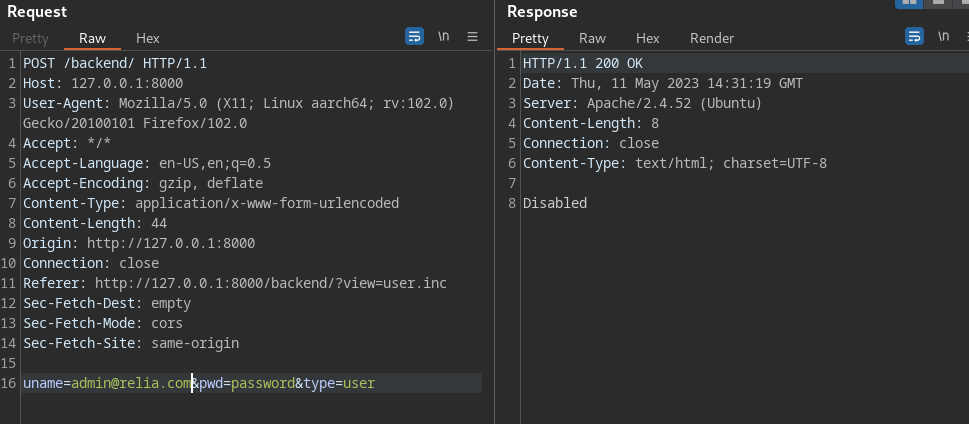 Request
Pretty Raw Hex \n
1 POST /backend/ HTTP/1.1
2 Host: 127.0.0.1:8000
3 User-Agent: Mozilla/5.0 (X11; Linux aarch64; rv:102.0)
Gecko/20100101 Firefox/102.0
4 Accept: */*
5 Accept-Language: en-US,en;q=0.5
6 Accept-Encoding: gzip, deflate
7 Content-Type: application/x-www-form-urlencoded
8 Content-Length: 44
9 Origin: http://127.0.0.1:8000
10 Connection: close
11 Referer: http://127.0.0.1:8000/backend/?view=user.inc
12 Sec-Fetch-Dest: empty
13 Sec-Fetch-Mode: cors
14 Sec-Fetch-Site: same-origin
15
16 uname=admin@relia.com&pwd=password&type=user
Response
Pretty Raw Hex Render \n
1 HTTP/1.1 200 OK
2 Date: Thu, 11 May 2023 14:31:19 GMT
3 Server: Apache/2.4.52 (Ubuntu)
4 Content-Length: 8
5 Connection: close
6 Content-Type: text/html; charset=UTF-8
7
8 Disabled